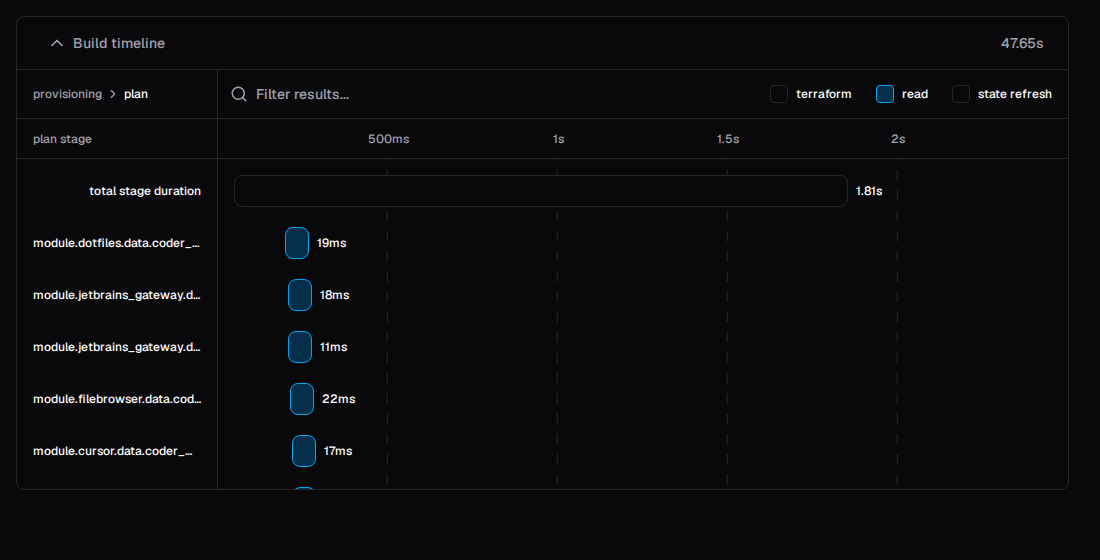 Build timeline 47.65s
provisioning > plan Filter results... terraform read state refresh
plan stage 500ms 1s 1.5s 2s
total stage duration 1.81s
module.dotfiles.data.coder_... 19ms
module.jetbrains_gateway.d... 18ms
module.jetbrains_gateway.d... 11ms
module.filebrowser.data.cod... 22ms
module.cursor.data.coder_... 17ms